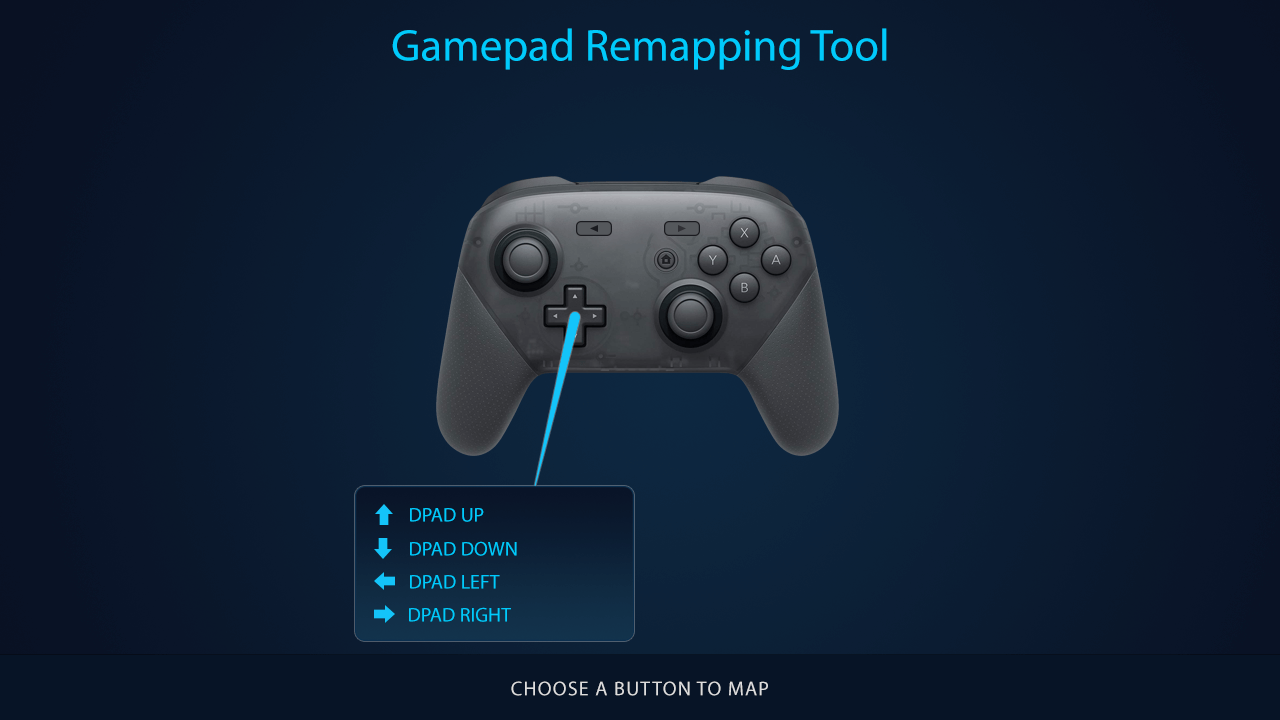 Gamepad Remapping Tool
X
Y
A
B
DPAD UP
DPAD DOWN
DPAD LEFT
DPAD RIGHT
CHOOSE A BUTTON TO MAP